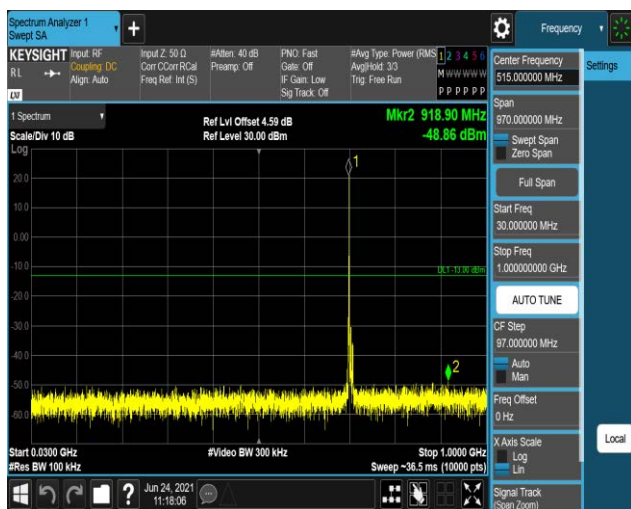 Spectrum Analyzer 1
Swept SA
+
Frequency
KEYSIGHT
RL
LXI
Input: RF
Coupling: DC
Align: Auto
Input Z: 50 Ω
Corr CCorr RCal
Freq Ref: Int (S)
#Atten: 40 dB
Preamp: Off
PNO: Fast
Gate: Off
IF Gain: Low
Sig Track: Off
#Avg Type: Power (RMS
Avg|Hold: 3/3
Trig: Free Run
1 2 3 4 5 6
M W W W W W
P P P P P P
Center Frequency
515.000000 MHz
Settings
1 Spectrum
Scale/Div 10 dB
Ref Lvl Offset 4.59 dB
Ref Level 30.00 dBm
Mkr2 918.90 MHz
-48.86 dBm
Log
1
20.0
10.0
0.00
-10.0
DL1 -13.00 dBm
-20.0
-30.0
-40.0
2
-50.0
-60.0
Start 0.0300 GHz
#Res BW 100 kHz
#Video BW 300 kHz
Stop 1.0000 GHz
Sweep ~36.5 ms (10000 pts)
Span
970.000000 MHz
Swept Span
Zero Span
Full Span
Start Freq
30.000000 MHz
Stop Freq
1.000000000 GHz
AUTO TUNE
CF Step
97.000000 MHz
Auto
Man
Freq Offset
0 Hz
X Axis Scale
Log
Lin
Local
Signal Track
(Span Zoom)
?
Jun 24, 2021
11:18:06